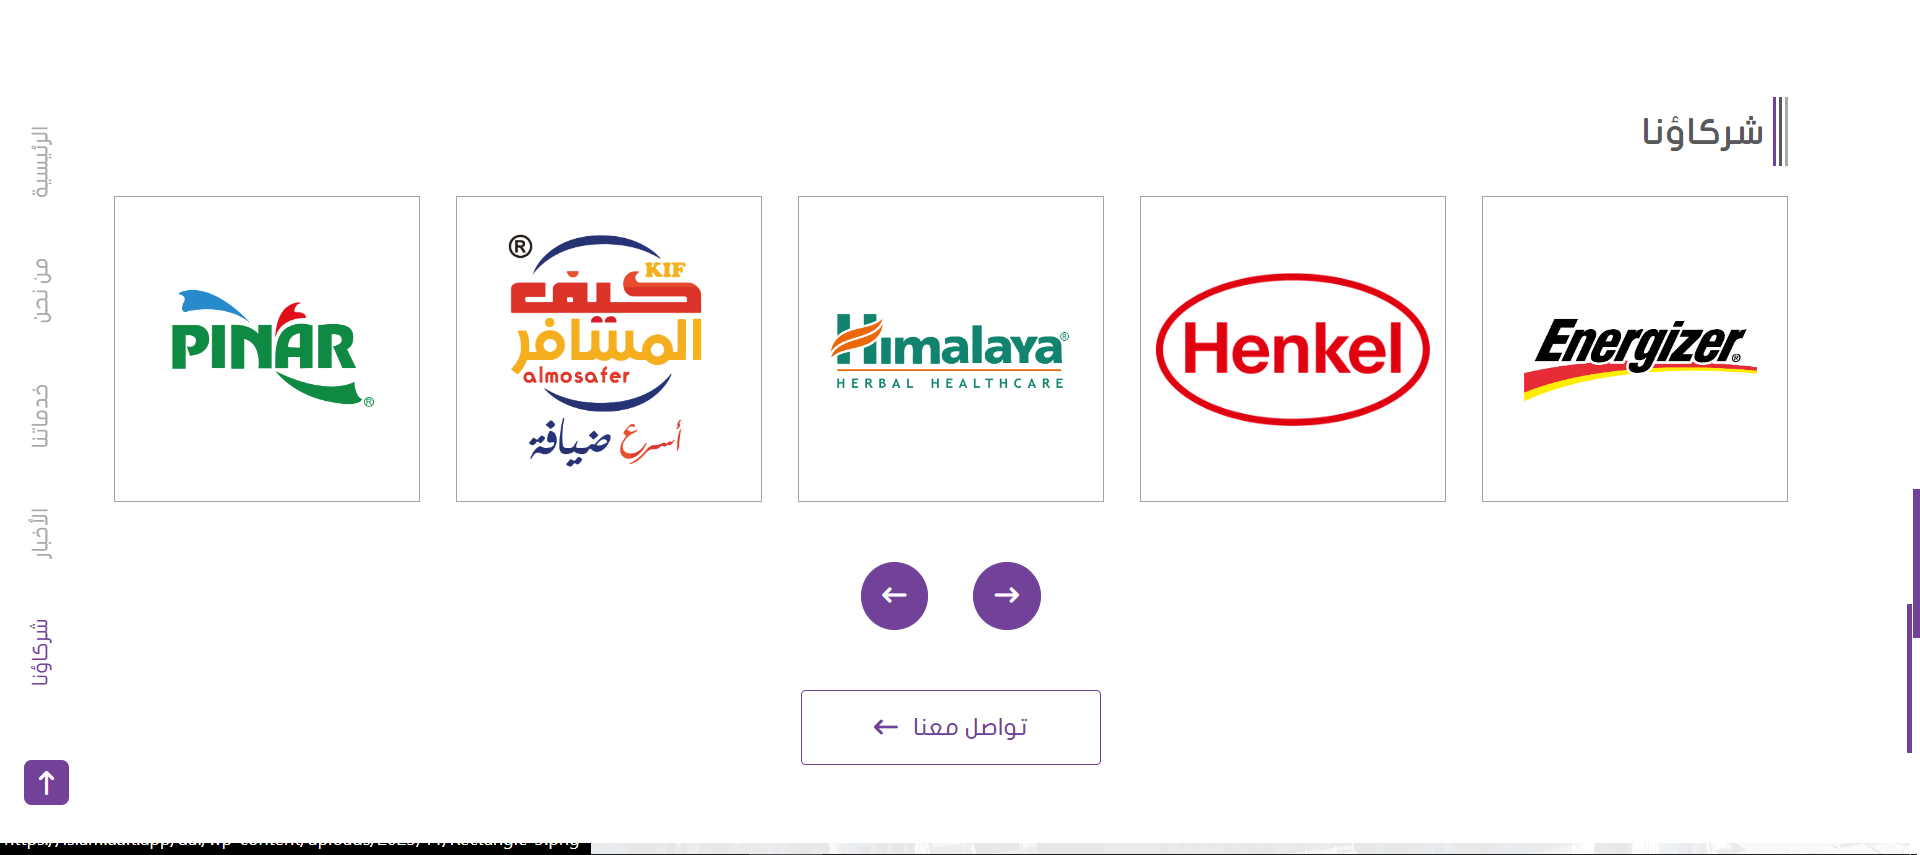 شركاؤنا
Energizer®
Henkel
Himalaya®
HERBAL HEALTHCARE
®
KIF
كيف
المسافر
almosafer
أسرع ضيافة
PINAR®
تواصل معنا
الرئيسية
من نحن
خدماتنا
الأخبار
شركاؤنا